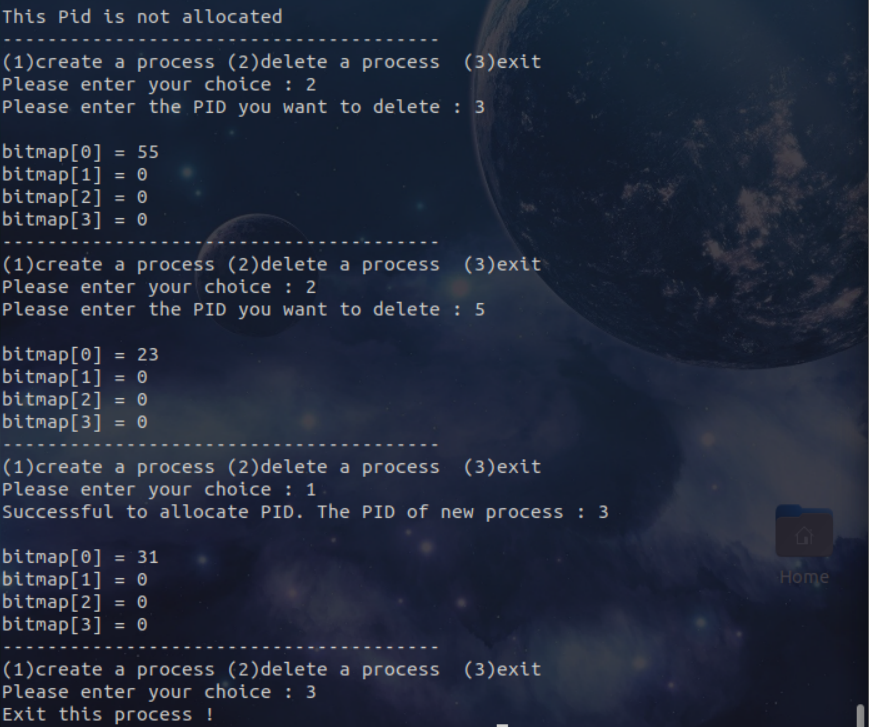 This Pid is not allocated
---------------------------------------
(1)create a process (2)delete a process  (3)exit
Please enter your choice : 2
Please enter the PID you want to delete : 3
bitmap[0] = 55
bitmap[1] = 0
bitmap[2] = 0
bitmap[3] = 0
---------------------------------------
(1)create a process (2)delete a process  (3)exit
Please enter your choice : 2
Please enter the PID you want to delete : 5
bitmap[0] = 23
bitmap[1] = 0
bitmap[2] = 0
bitmap[3] = 0
---------------------------------------
(1)create a process (2)delete a process  (3)exit
Please enter your choice : 1
Successful to allocate PID. The PID of new process : 3
bitmap[0] = 31
bitmap[1] = 0
bitmap[2] = 0
bitmap[3] = 0
---------------------------------------
(1)create a process (2)delete a process  (3)exit
Please enter your choice : 3
Exit this process !
Home